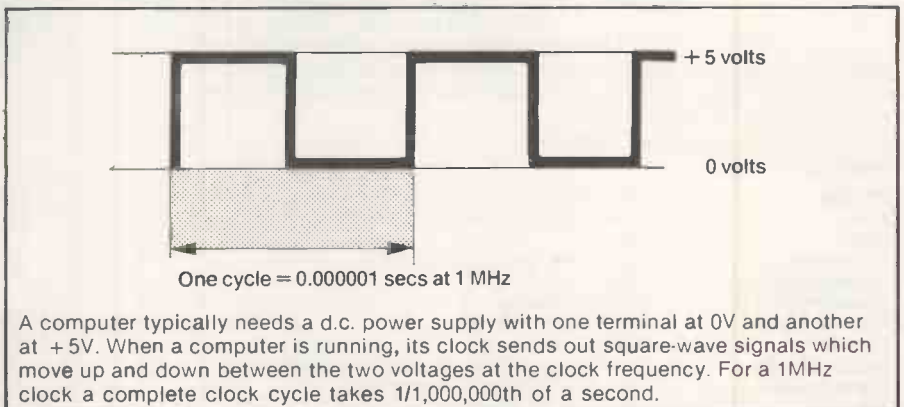 + 5 volts
0 volts
One cycle = 0.000001 secs at 1 MHz
A computer typically needs a d.c. power supply with one terminal at 0V and another
at +5V. When a computer is running, its clock sends out square-wave signals which
move up and down between the two voltages at the clock frequency. For a 1MHz
clock a complete clock cycle takes 1/1,000,000th of a second.